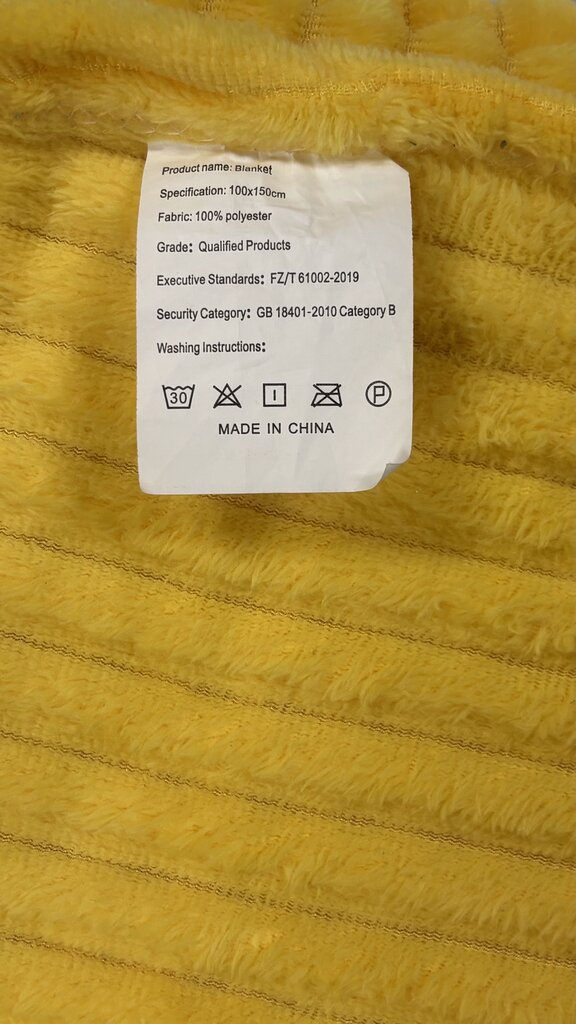 Product name: Blanket
Specification: 100x150cm
Fabric: 100% polyester
Grade: Qualified Products
Executive Standards: FZ/T 61002-2019
Security Category: GB 18401-2010 Category B
Washing Instructions:
30 P
MADE IN CHINA